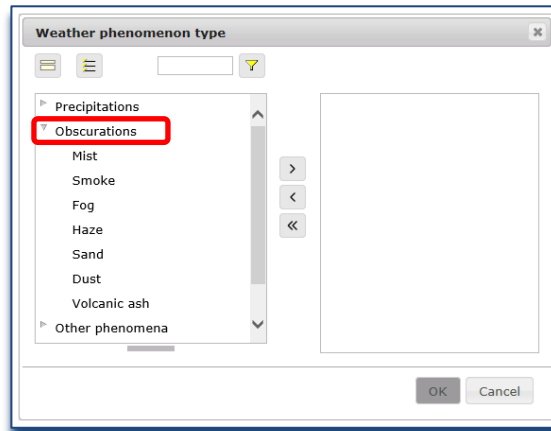 Weather phenomenon type
Precipitations
Obscurations
Mist
Smoke
Fog
Haze
Sand
Dust
Volcanic ash
Other phenomena
OK Cancel